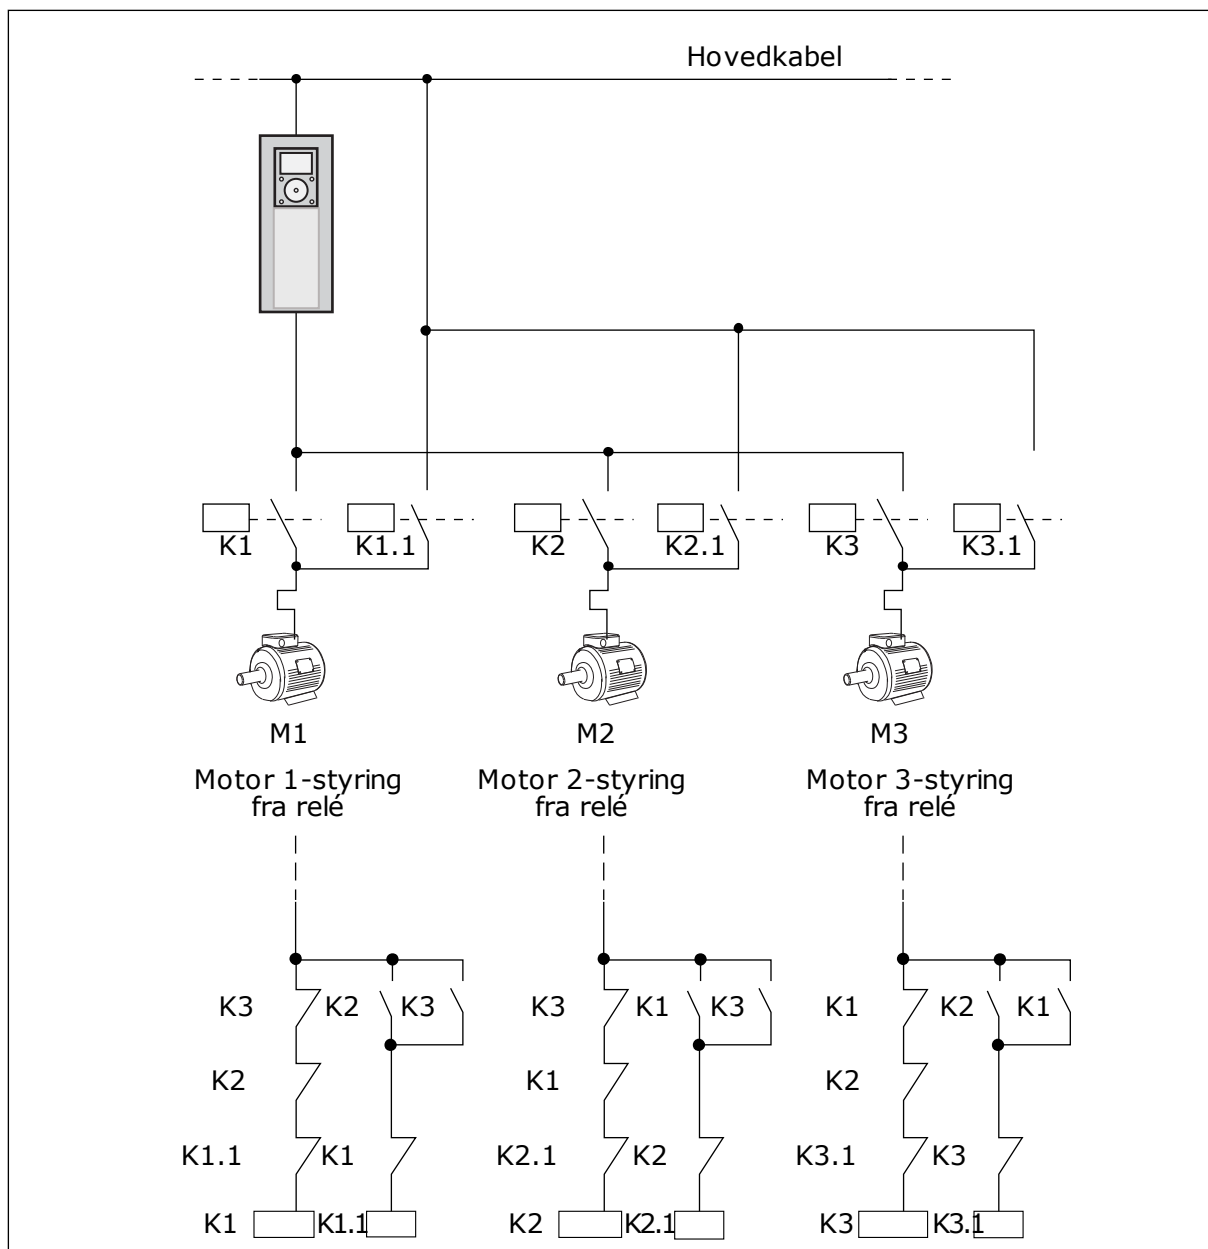 Hovedkabel
K1 K1.1 K2 K2.1 K3 K3.1
M1 M2 M3
Motor 1-styring Motor 2-styring Motor 3-styring
fra relé fra relé fra relé
K3 K2 K3 K3 K1 K3 K1 K2 K1
K2 K1 K2
K1.1 K1 K2.1 K2 K3.1 K3
K1 K1.1 K2 K2.1 K3 K3.1